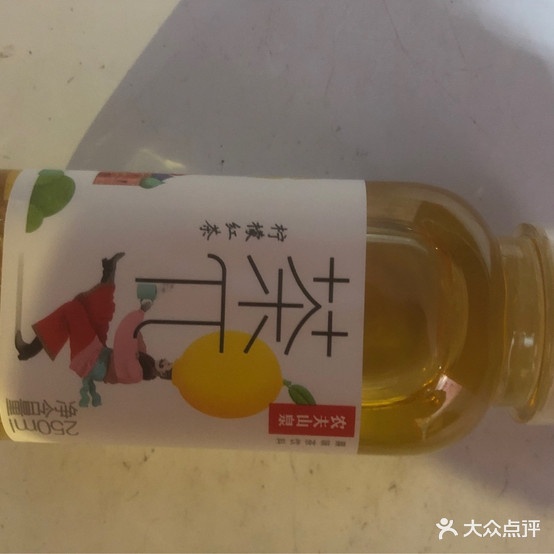 农夫山泉
茶π
柠檬红茶
净含量
250ml
大众点评